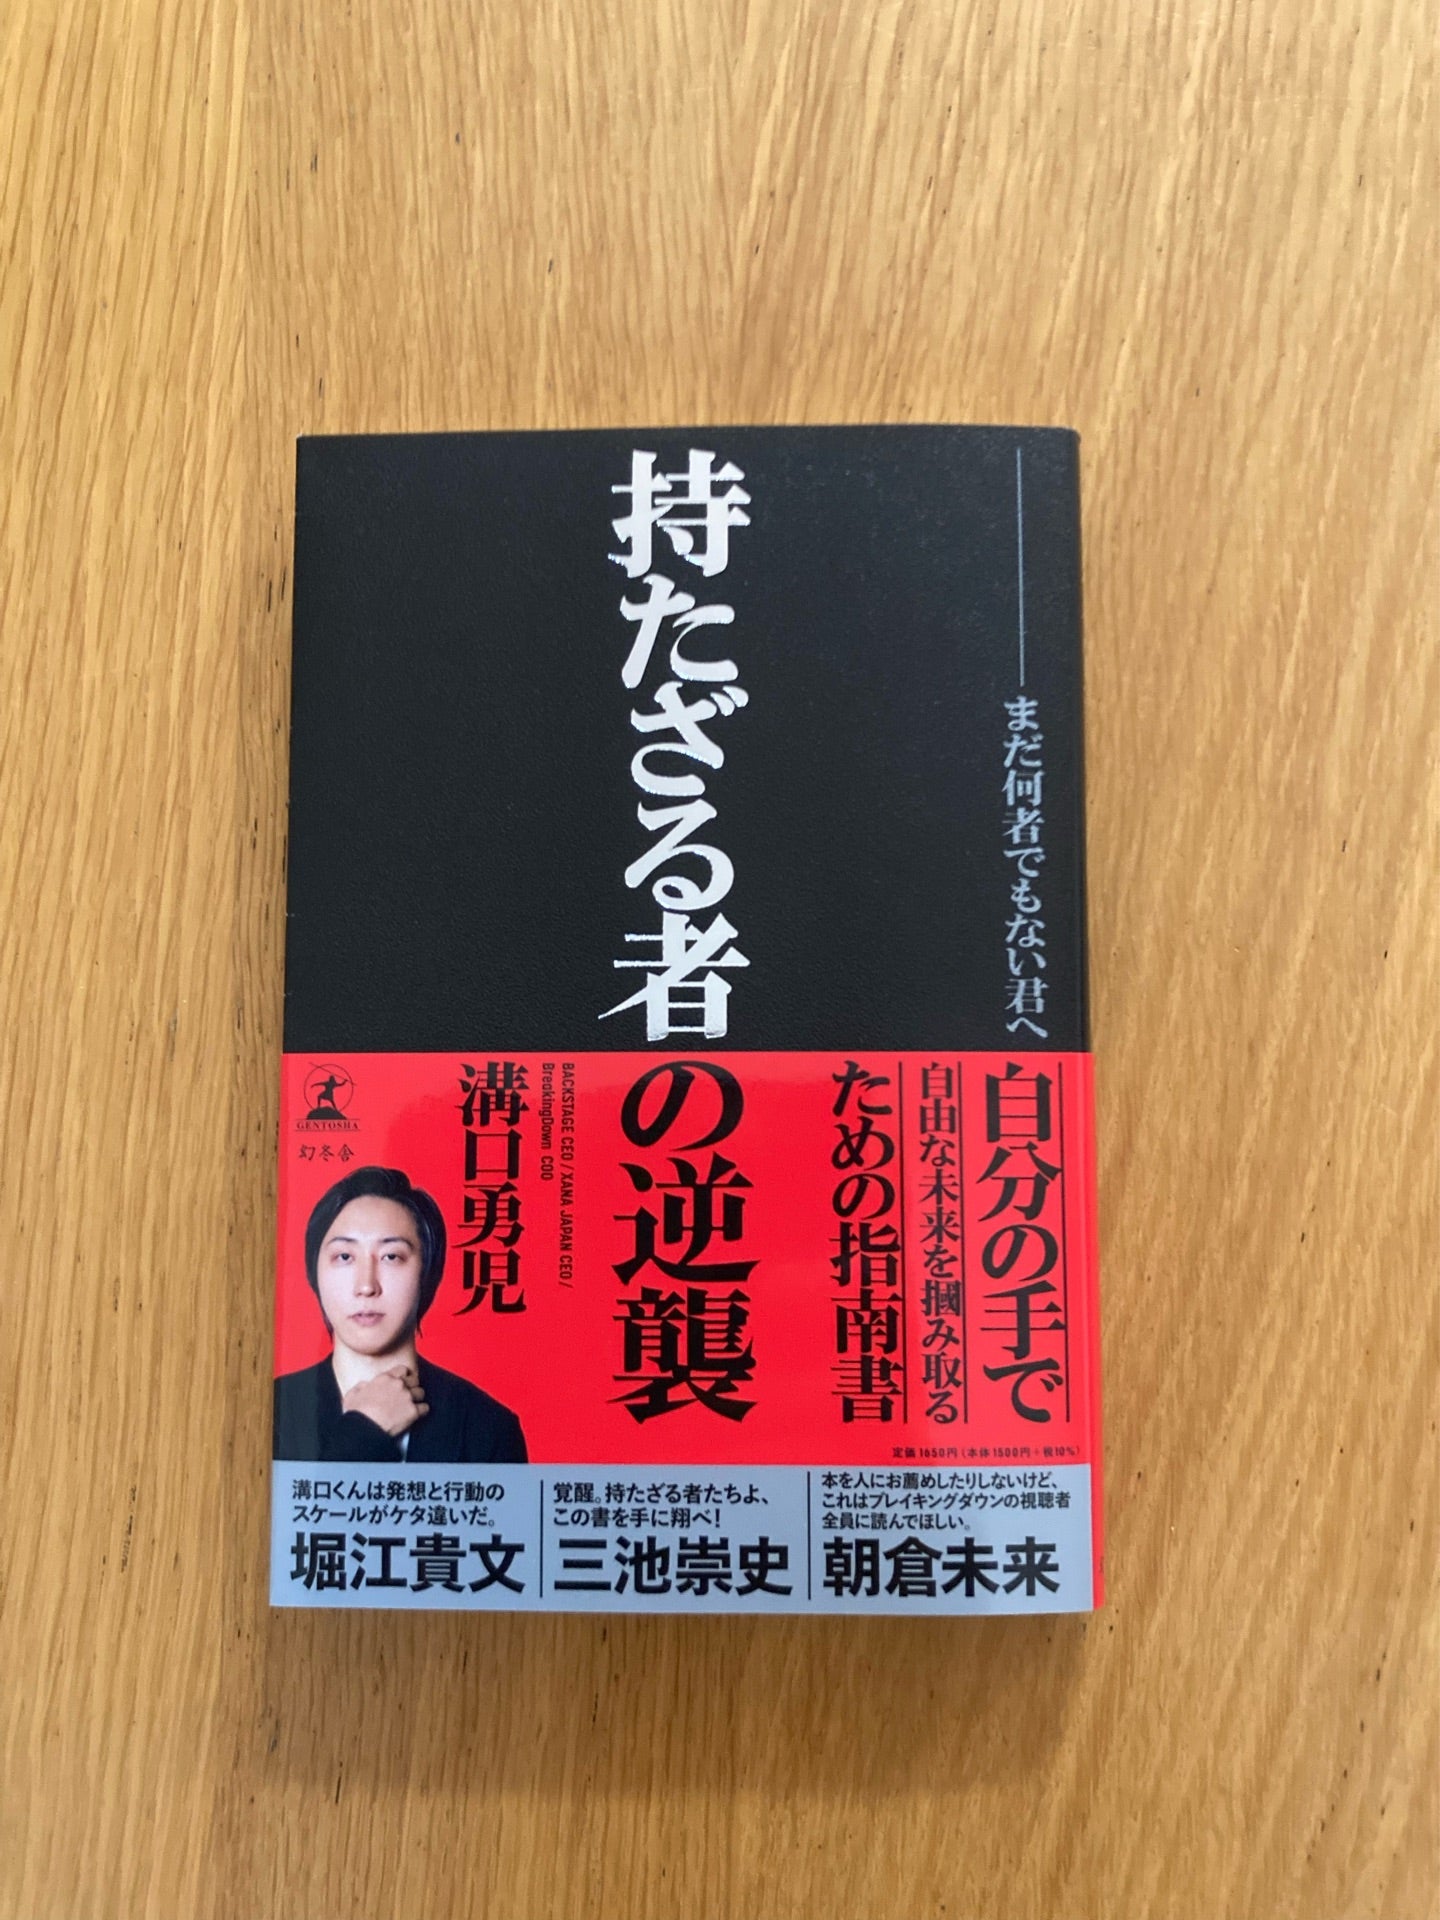 ――まだ何者でもない君へ
持たざる者の逆襲
自分の手で
自由な未来を摑み取る
ための指南書
BACKSTAGE CEO / XANA JAPAN CEO /
BreakingDown COO
溝口勇児
GENTOSHA
幻冬舎
定価1650円(本体1500円+税10%)
溝口くんは発想と行動の
スケールがケタ違いだ。
堀江貴文
覚醒。持たざる者たちよ、
この書を手に翔べ!
三池崇史
本を人にお薦めしたりしないけど、
これはブレイキングダウンの視聴者
全員に読んでほしい。
朝倉未来